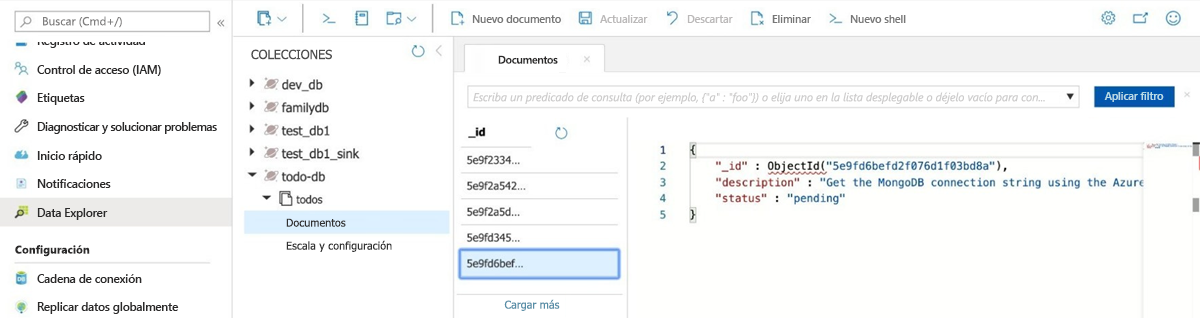 Buscar (Cmd+/)
«
Registro de actividad
Control de acceso (IAM)
Etiquetas
Diagnosticar y solucionar problemas
Inicio rápido
Notificaciones
Data Explorer
Configuración
Cadena de conexión
Replicar datos globalmente
Nuevo documento
Actualizar
Descartar
Eliminar
Nuevo shell
COLECCIONES
dev_db
familydb
test_db1
test_db1_sink
todo-db
todos
Documentos
Escala y configuración
Documentos
Escriba un predicado de consulta (por ejemplo, {"a" : "foo"}) o elija uno en la lista desplegable o déjelo vacío para con...
Aplicar filtro
_id
5e9f2334...
5e9f2a542...
5e9f2a5d...
5e9fd345...
5e9fd6bef...
Cargar más
1 {
2 "_id" : ObjectId("5e9fd6befd2f076d1f03bd8a"),
3 "description" : "Get the MongoDB connection string using the Azure
4 "status" : "pending"
5 }